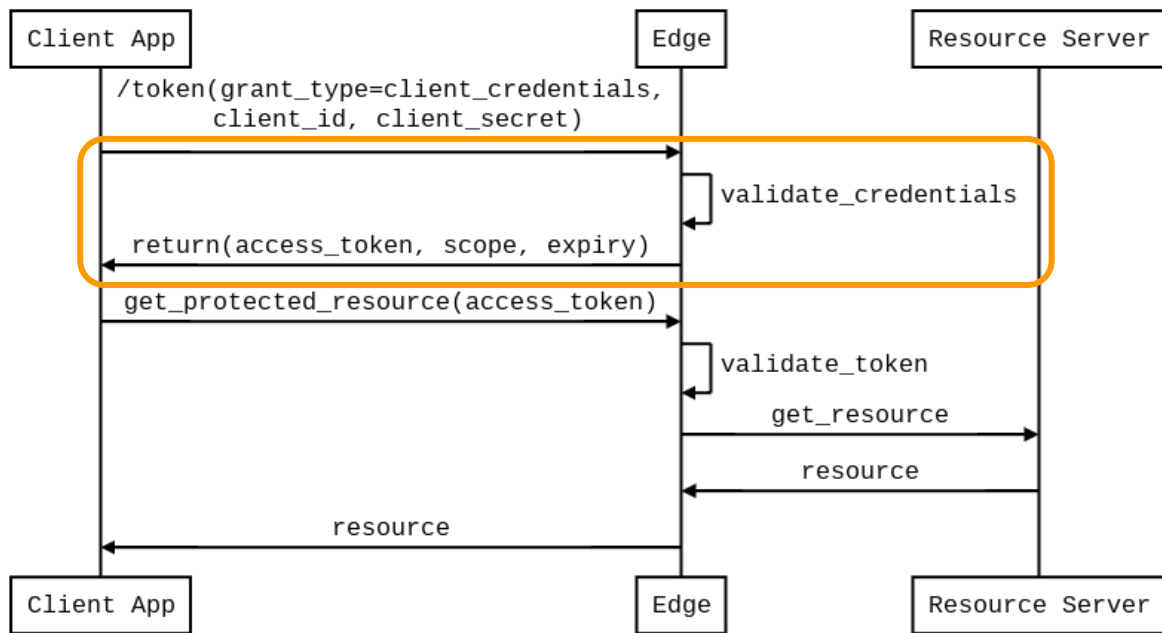 Client App
Edge
Resource Server
/token(grant_type=client_credentials,
client_id, client_secret)
validate_credentials
return(access_token, scope, expiry)
get_protected_resource(access_token)
validate_token
get_resource
resource
resource
Client App
Edge
Resource Server